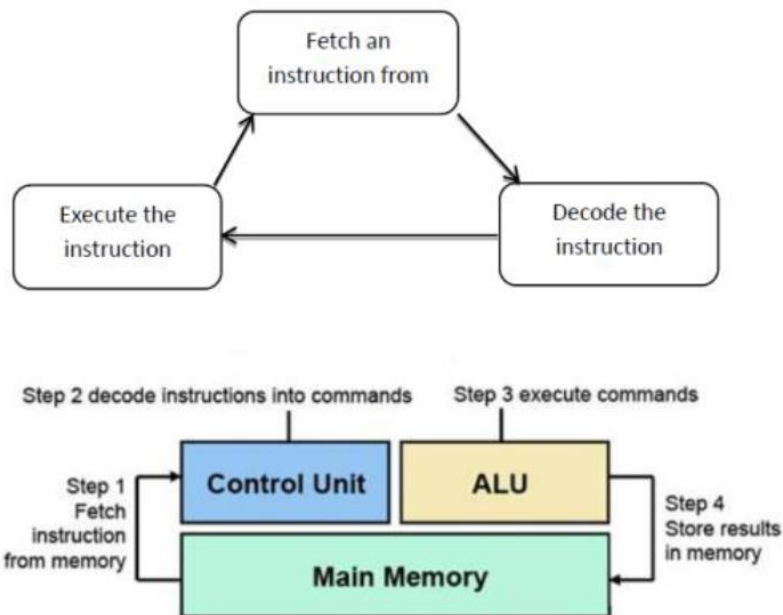 Fetch an
instruction from
Execute the
instruction
Decode the
instruction
Step 2 decode instructions into commands
Step 3 execute commands
Control Unit
ALU
Step 1
Fetch
instruction
from memory
Step 4
Store results
in memory
Main Memory